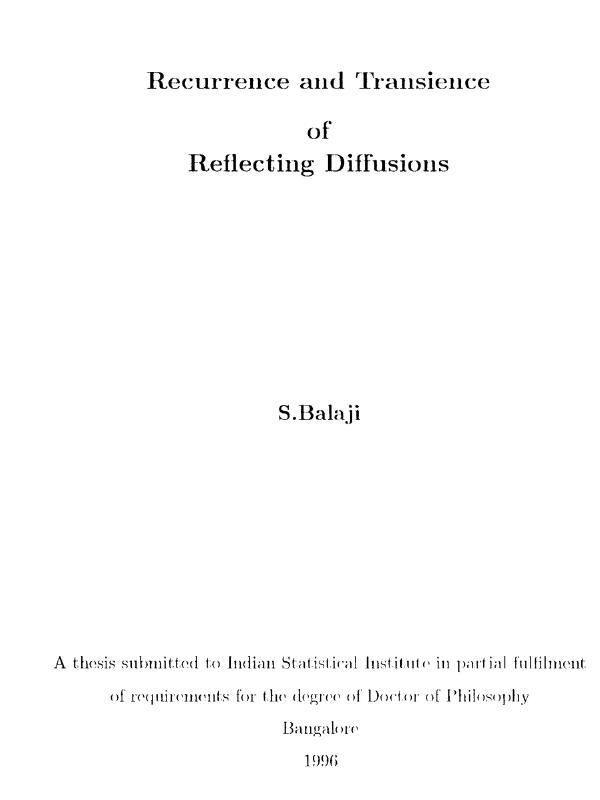 Recurrence and Transience
of
Reflecting Diffusions
S.Balaji
A thesis submitted to Indian Statistical Institute in partial fulfilment
of requirements for the degree of Doctor of Philosophy
Bangalore
1996